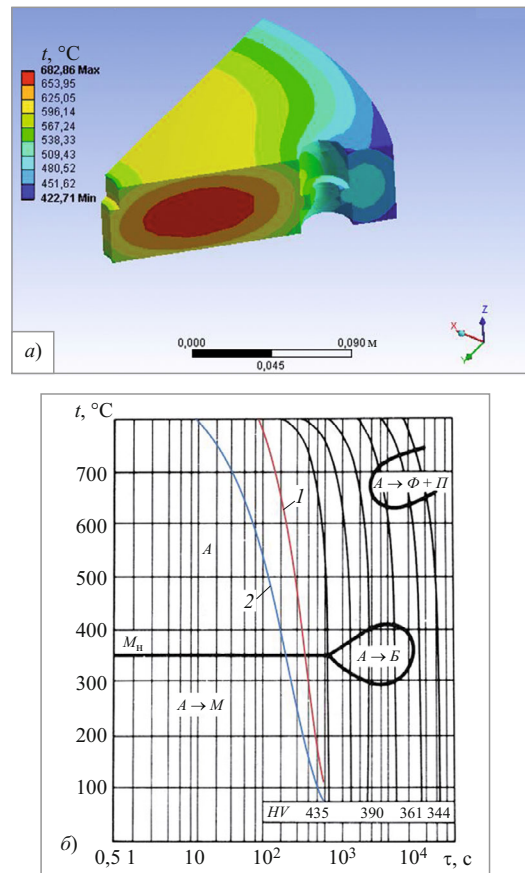 t, °C
682,86 Max
653,95
625,05
596,14
567,24
538,33
509,43
480,52
451,62
422,71 Min
Z
X
Y
0,000
0,090 м
0,045
а)
t, °C
700
600
500
400
300
200
100
0
А → Ф + П
1
А
2
Mн
А → Б
А → М
HV
435
390
361
344
б)
0,5 1
10
10²
10³
10⁴
τ, с